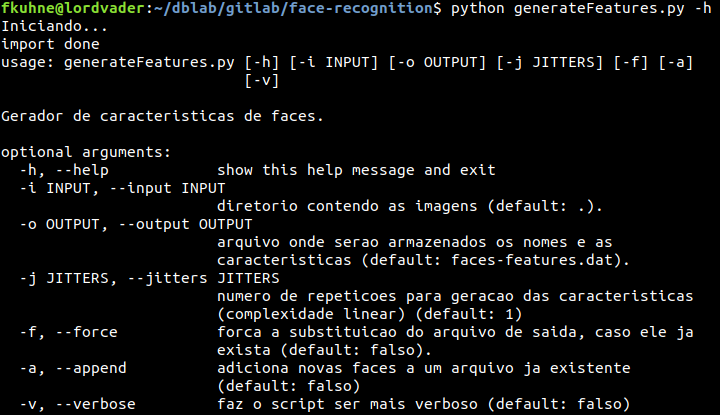 fkuhne@lordvader:~/dblab/gitlab/face-recognition$ python generateFeatures.py -h
Iniciando...
import done
usage: generateFeatures.py [-h] [-i INPUT] [-o OUTPUT] [-j JITTERS] [-f] [-a]
                           [-v]

Gerador de caracteristicas de faces.

optional arguments:
  -h, --help            show this help message and exit
  -i INPUT, --input INPUT
                        diretorio contendo as imagens (default: .).
  -o OUTPUT, --output OUTPUT
                        arquivo onde serao armazenados os nomes e as
                        caracteristicas (default: faces-features.dat).
  -j JITTERS, --jitters JITTERS
                        numero de repeticoes para geracao das caracteristicas
                        (complexidade linear) (default: 1)
  -f, --force           forca a substituicao do arquivo de saida, caso ele ja
                        exista (default: falso).
  -a, --append          adiciona novas faces a um arquivo ja existente
                        (default: falso)
  -v, --verbose         faz o script ser mais verboso (default: falso)